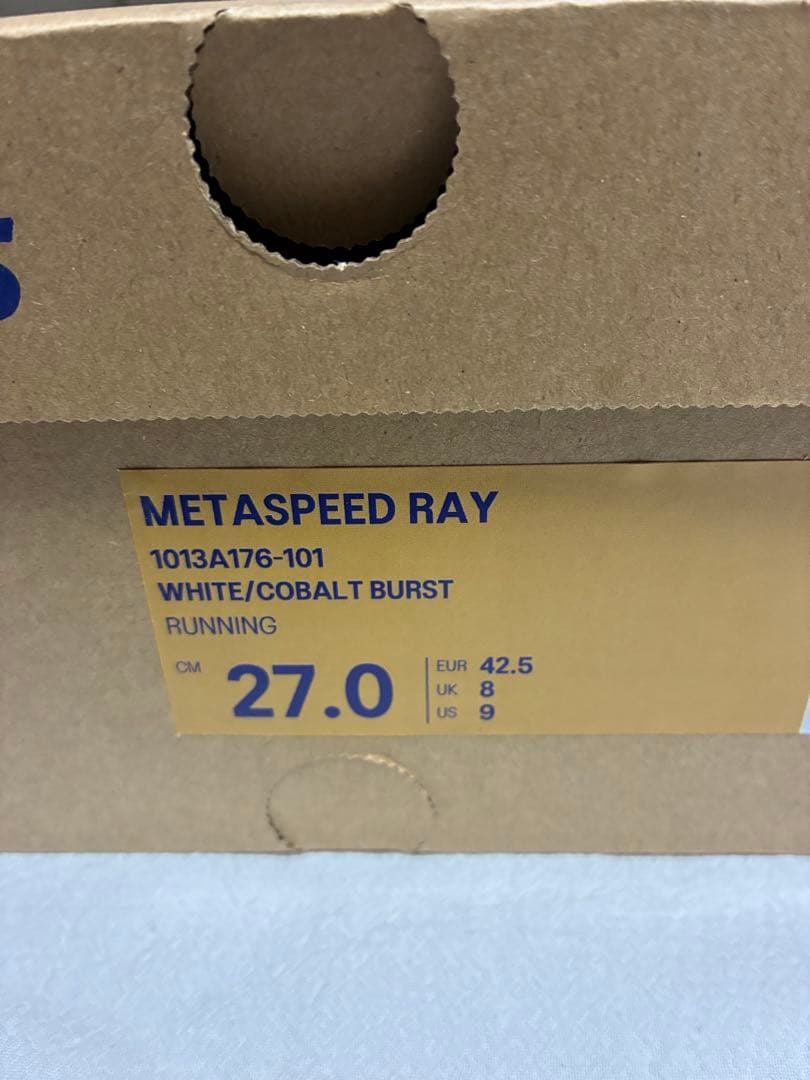 METASPEED RAY
1013A176-101
WHITE/COBALT BURST
RUNNING
CM 27.0
EUR 42.5
UK 8
US 9